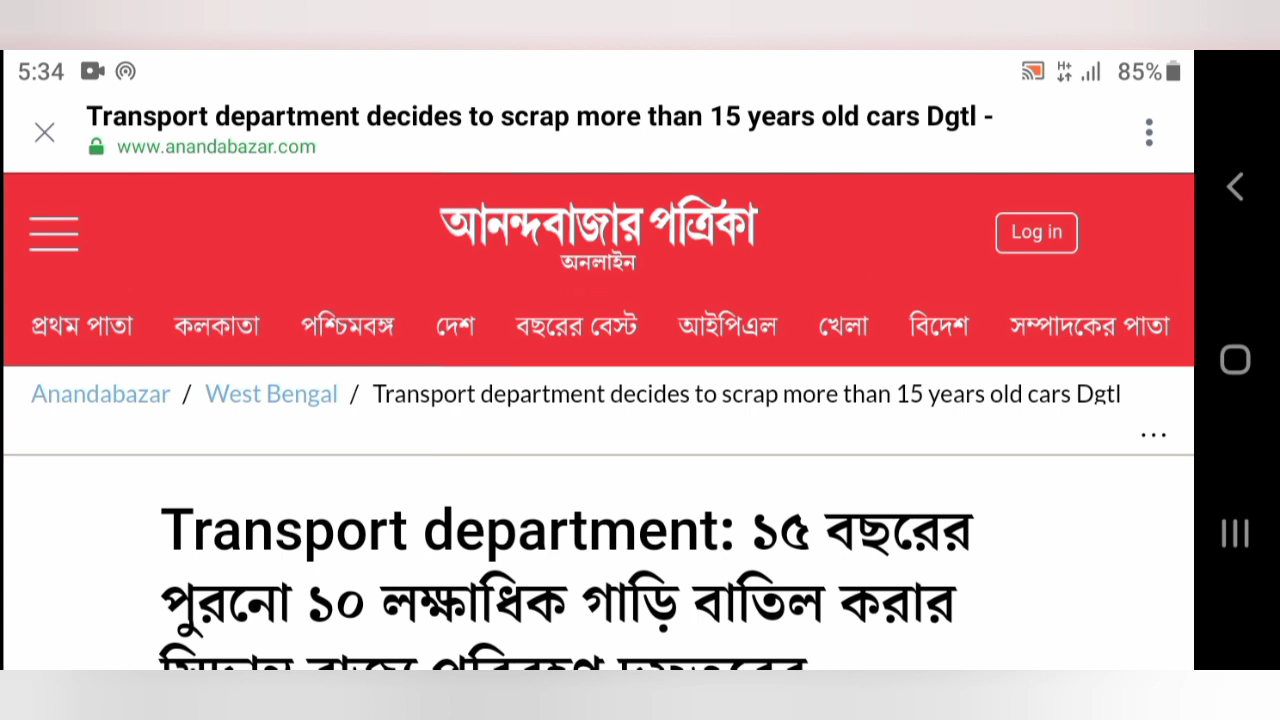 5:34 H+ 85%
Transport department decides to scrap more than 15 years old cars Dgtl -
www.anandabazar.com
আনন্দবাজার পত্রিকা
অনলাইন
Log in
প্রথম পাতা কলকাতা পশ্চিমবঙ্গ দেশ বছরের বেস্ট আইপিএল খেলা বিদেশ সম্পাদকের পাতা
Anandabazar / West Bengal / Transport department decides to scrap more than 15 years old cars Dgtl
...
Transport department: ১৫ বছরের
পুরনো ১০ লক্ষাধিক গাড়ি বাতিল করার